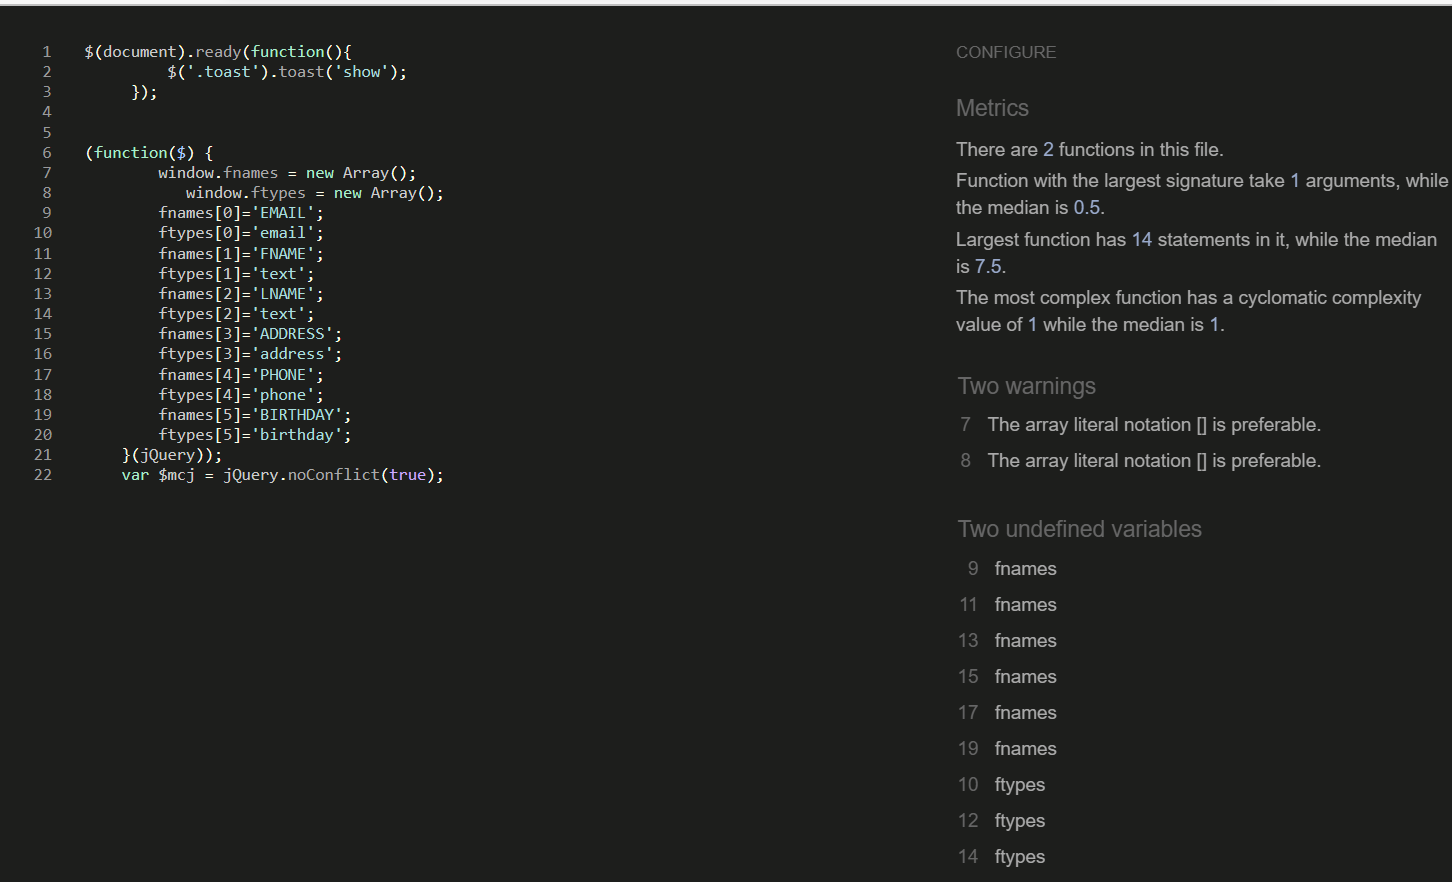 1 $(document).ready(function(){
2 $('.toast').toast('show');
3 });
4
5
6 (function($) {
7 window.fnames = new Array();
8 window.ftypes = new Array();
9 fnames[0]='EMAIL';
10 ftypes[0]='email';
11 fnames[1]='FNAME';
12 ftypes[1]='text';
13 fnames[2]='LNAME';
14 ftypes[2]='text';
15 fnames[3]='ADDRESS';
16 ftypes[3]='address';
17 fnames[4]='PHONE';
18 ftypes[4]='phone';
19 fnames[5]='BIRTHDAY';
20 ftypes[5]='birthday';
21 }(jQuery));
22 var $mcj = jQuery.noConflict(true);
CONFIGURE
Metrics
There are 2 functions in this file.
Function with the largest signature take 1 arguments, while
the median is 0.5.
Largest function has 14 statements in it, while the median
is 7.5.
The most complex function has a cyclomatic complexity
value of 1 while the median is 1.
Two warnings
7 The array literal notation [] is preferable.
8 The array literal notation [] is preferable.
Two undefined variables
9 fnames
11 fnames
13 fnames
15 fnames
17 fnames
19 fnames
10 ftypes
12 ftypes
14 ftypes